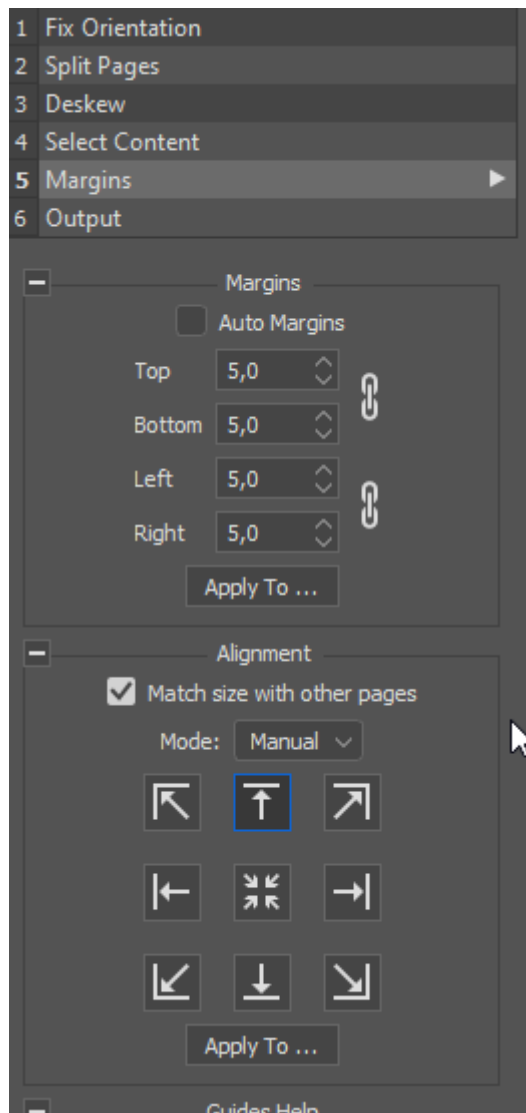 1 Fix Orientation
2 Split Pages
3 Deskew
4 Select Content
5 Margins
6 Output
Margins
Auto Margins
Top 5,0
Bottom 5,0
Left 5,0
Right 5,0
Apply To ...
Alignment
Match size with other pages
Mode: Manual
Apply To ...
Guides Help